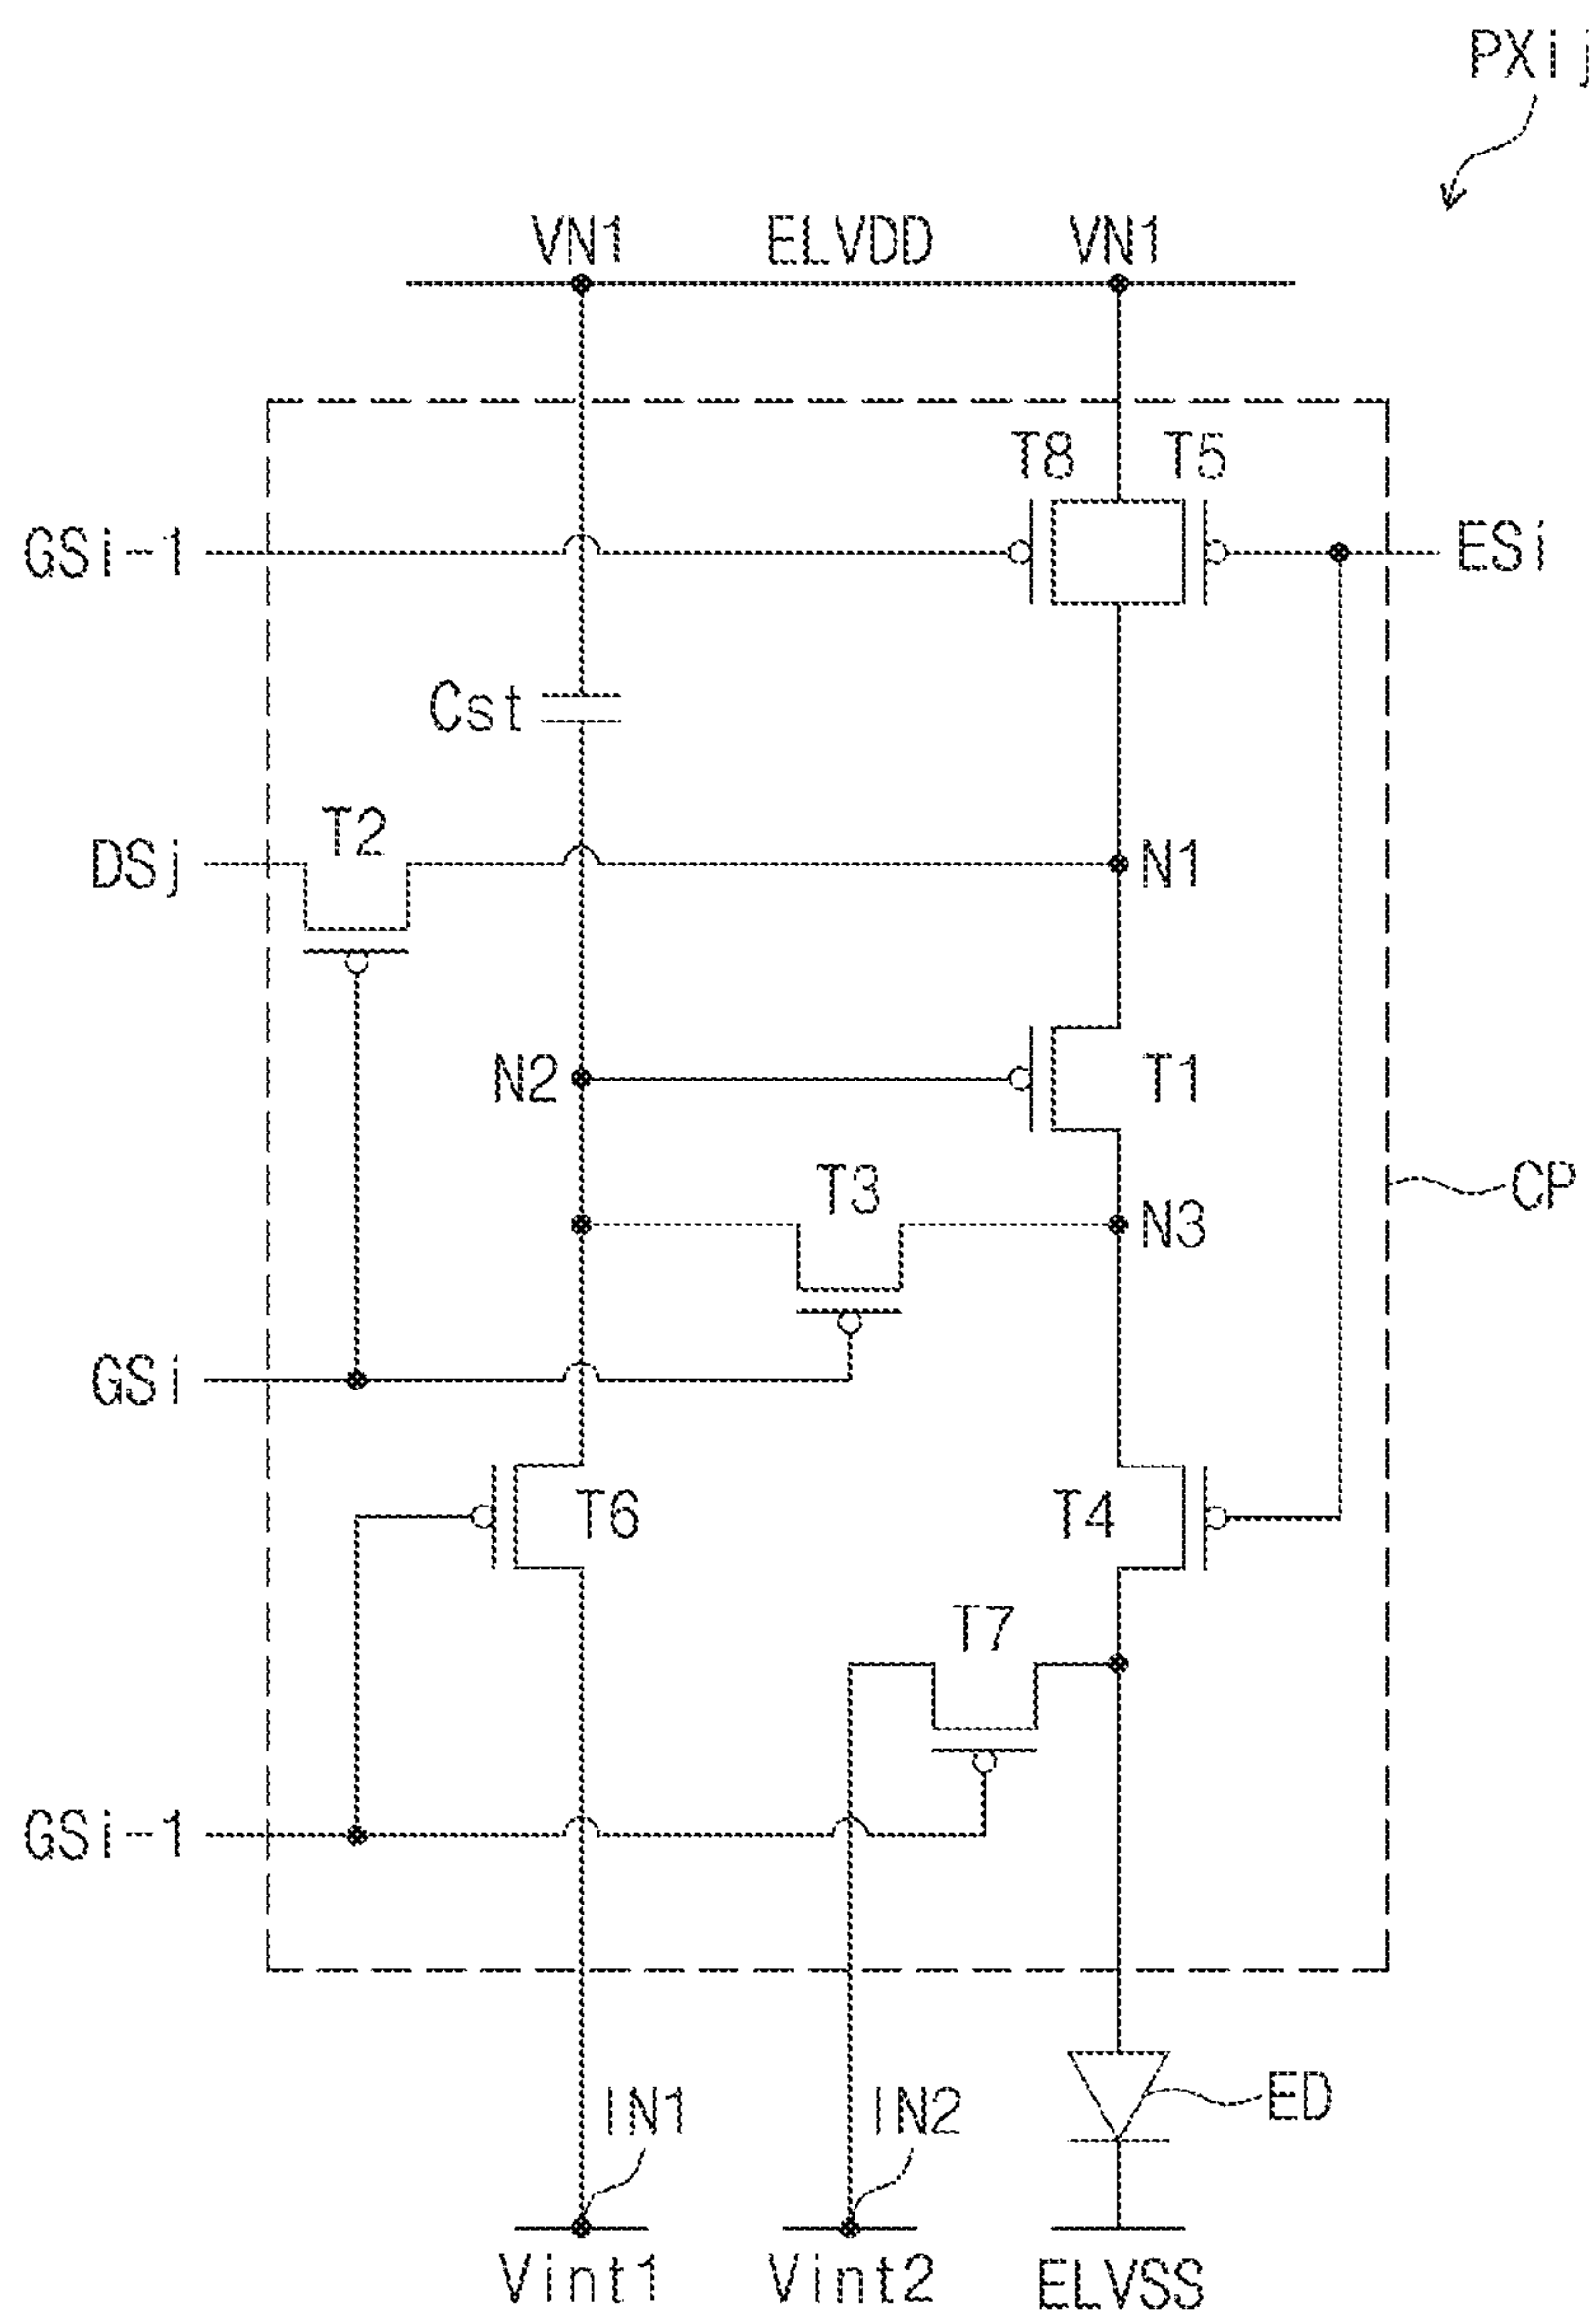 PXij
VN1 ELVDD VN1
T8 T5
GSi-1 ESi
Cst
T2
DSj N1
N2 T1
T3
CP
N3
GSi
T6 T4
T7
GSi-1
IN1 IN2 ED
Vint1 Vint2 ELVSS